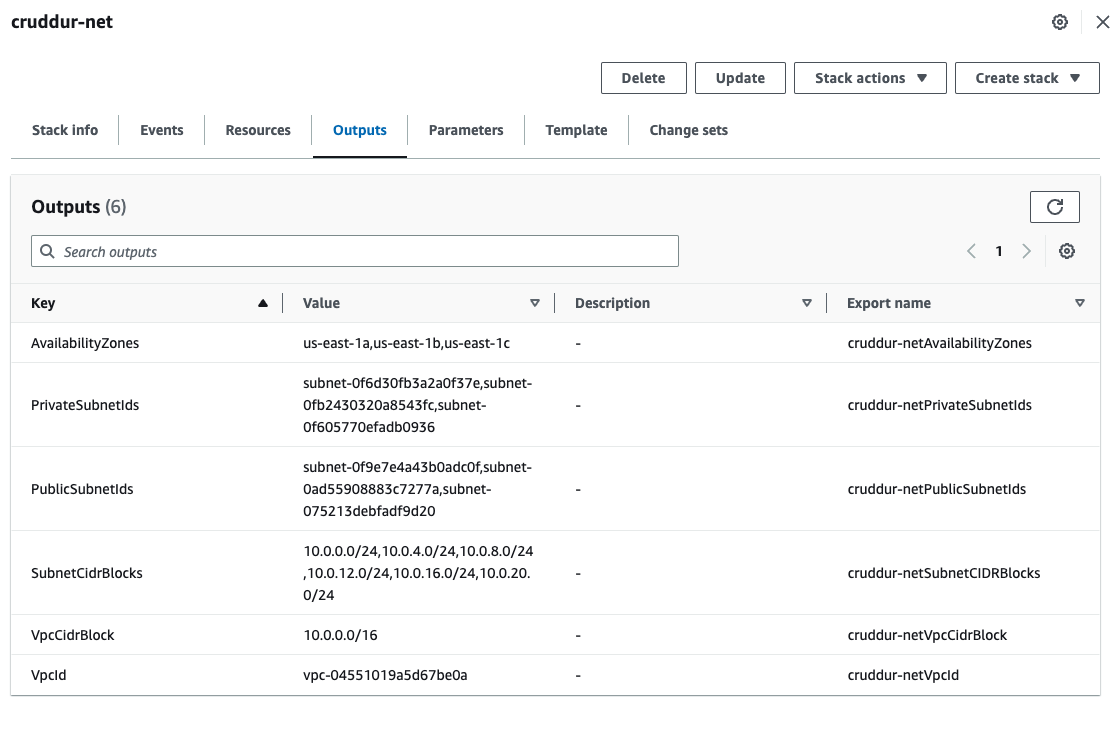 cruddur-net
Delete Update Stack actions Create stack
Stack info Events Resources Outputs Parameters Template Change sets
Outputs (6)
Search outputs
1
Key Value Description Export name
AvailabilityZones us-east-1a,us-east-1b,us-east-1c - cruddur-netAvailabilityZones
subnet-0f6d30fb3a2a0f37e,subnet-
PrivateSubnetIds 0fb2430320a8543fc,subnet- - cruddur-netPrivateSubnetIds
0f605770efadb0936
subnet-0f9e7e4a43b0adc0f,subnet-
PublicSubnetIds 0ad55908883c7277a,subnet- - cruddur-netPublicSubnetIds
075213debfadf9d20
10.0.0.0/24,10.0.4.0/24,10.0.8.0/24
SubnetCidrBlocks ,10.0.12.0/24,10.0.16.0/24,10.0.20. - cruddur-netSubnetCIDRBlocks
0/24
VpcCidrBlock 10.0.0.0/16 - cruddur-netVpcCidrBlock
VpcId vpc-04551019a5d67be0a - cruddur-netVpcId